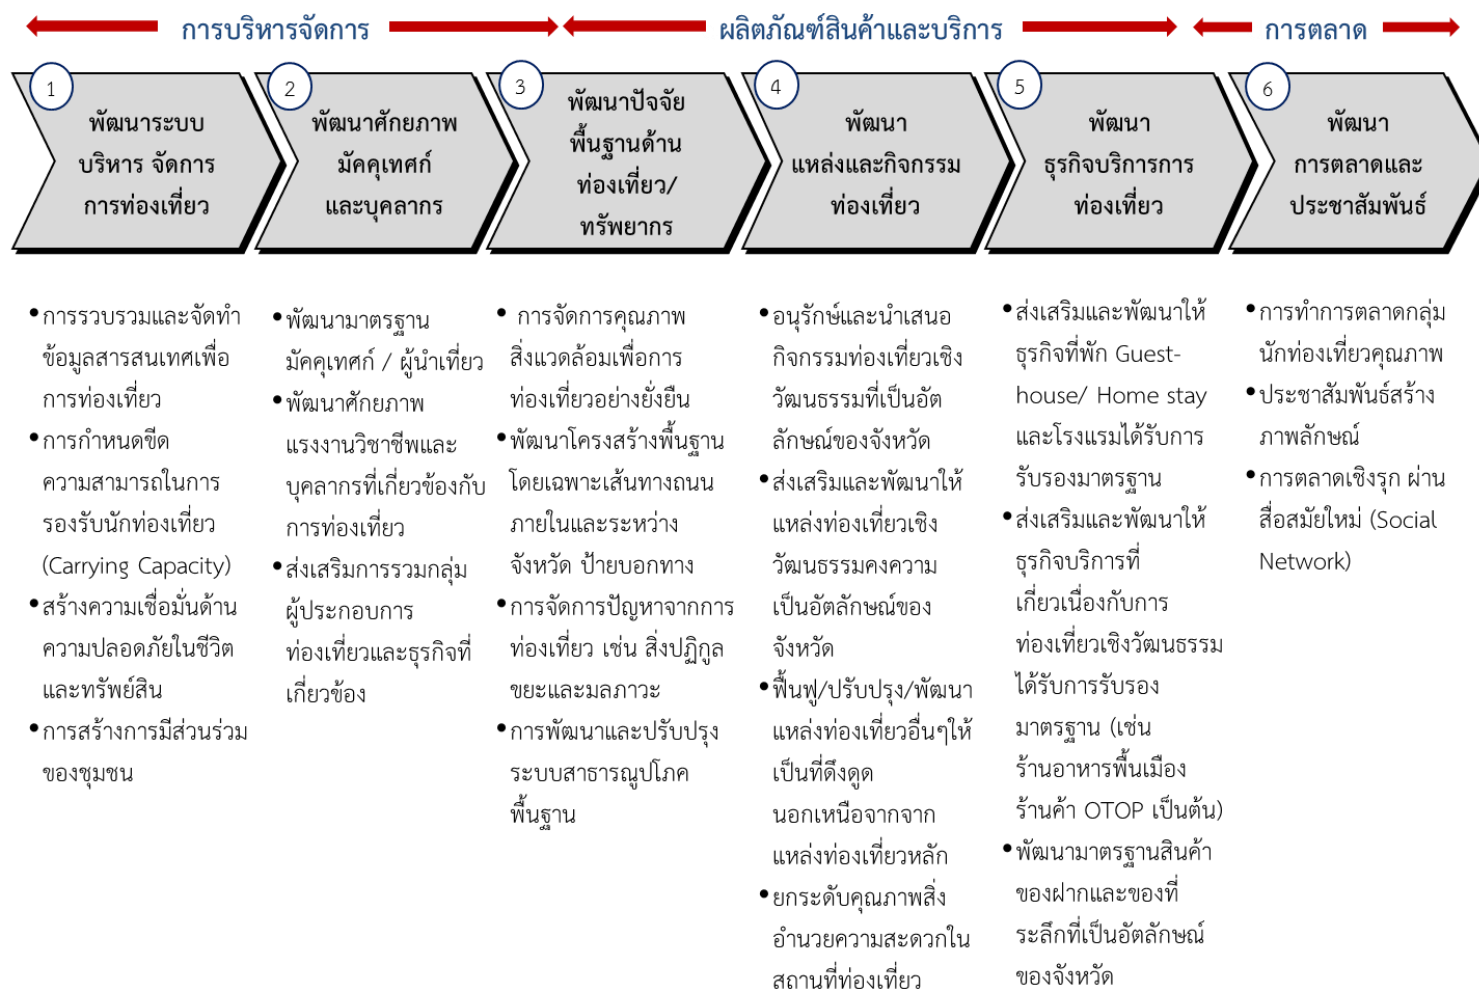 การบริหารจัดการ
ผลิตภัณฑ์สินค้าและบริการ
การตลาด
1
พัฒนาระบบ
บริหาร จัดการ
การท่องเที่ยว
2
พัฒนาศักยภาพ
มัคคุเทศก์
และบุคลากร
3
พัฒนาปัจจัย
พื้นฐานด้าน
ท่องเที่ยว/
ทรัพยากร
4
พัฒนา
แหล่งและกิจกรรม
ท่องเที่ยว
5
พัฒนา
ธุรกิจบริการการ
ท่องเที่ยว
6
พัฒนา
การตลาดและ
ประชาสัมพันธ์
•การรวบรวมและจัดทำ
ข้อมูลสารสนเทศเพื่อ
การท่องเที่ยว
•การกำหนดขีด
ความสามารถในการ
รองรับนักท่องเที่ยว
(Carrying Capacity)
•สร้างความเชื่อมั่นด้าน
ความปลอดภัยในชีวิต
และทรัพย์สิน
•การสร้างการมีส่วนร่วม
ของชุมชน
•พัฒนามาตรฐาน
มัคคุเทศก์ / ผู้นำเที่ยว
•พัฒนาศักยภาพ
แรงงานวิชาชีพและ
บุคลากรที่เกี่ยวข้องกับ
การท่องเที่ยว
•ส่งเสริมการรวมกลุ่ม
ผู้ประกอบการ
ท่องเที่ยวและธุรกิจที่
เกี่ยวข้อง
• การจัดการคุณภาพ
สิ่งแวดล้อมเพื่อการ
ท่องเที่ยวอย่างยั่งยืน
•พัฒนาโครงสร้างพื้นฐาน
โดยเฉพาะเส้นทางถนน
ภายในและระหว่าง
จังหวัด ป้ายบอกทาง
•การจัดการปัญหาจากการ
ท่องเที่ยว เช่น สิ่งปฏิกูล
ขยะและมลภาวะ
•การพัฒนาและปรับปรุง
ระบบสาธารณูปโภค
พื้นฐาน
•อนุรักษ์และนำเสนอ
กิจกรรมท่องเที่ยวเชิง
วัฒนธรรมที่เป็นอัต
ลักษณ์ของจังหวัด
•ส่งเสริมและพัฒนาให้
แหล่งท่องเที่ยวเชิง
วัฒนธรรมคงความ
เป็นอัตลักษณ์ของ
จังหวัด
•ฟื้นฟู/ปรับปรุง/พัฒนา
แหล่งท่องเที่ยวอื่นๆให้
เป็นที่ดึงดูด
นอกเหนือจากจาก
แหล่งท่องเที่ยวหลัก
•ยกระดับคุณภาพสิ่ง
อำนวยความสะดวกใน
สถานที่ท่องเที่ยว
•ส่งเสริมและพัฒนาให้
ธุรกิจที่พัก Guest-
house/ Home stay
และโรงแรมได้รับการ
รับรองมาตรฐาน
•ส่งเสริมและพัฒนาให้
ธุรกิจบริการที่
เกี่ยวเนื่องกับการ
ท่องเที่ยวเชิงวัฒนธรรม
ได้รับการรับรอง
มาตรฐาน (เช่น
ร้านอาหารพื้นเมือง
ร้านค้า OTOP เป็นต้น)
•พัฒนามาตรฐานสินค้า
ของฝากและของที่
ระลึกที่เป็นอัตลักษณ์
ของจังหวัด
•การทำการตลาดกลุ่ม
นักท่องเที่ยวคุณภาพ
•ประชาสัมพันธ์สร้าง
ภาพลักษณ์
•การตลาดเชิงรุก ผ่าน
สื่อสมัยใหม่ (Social
Network)